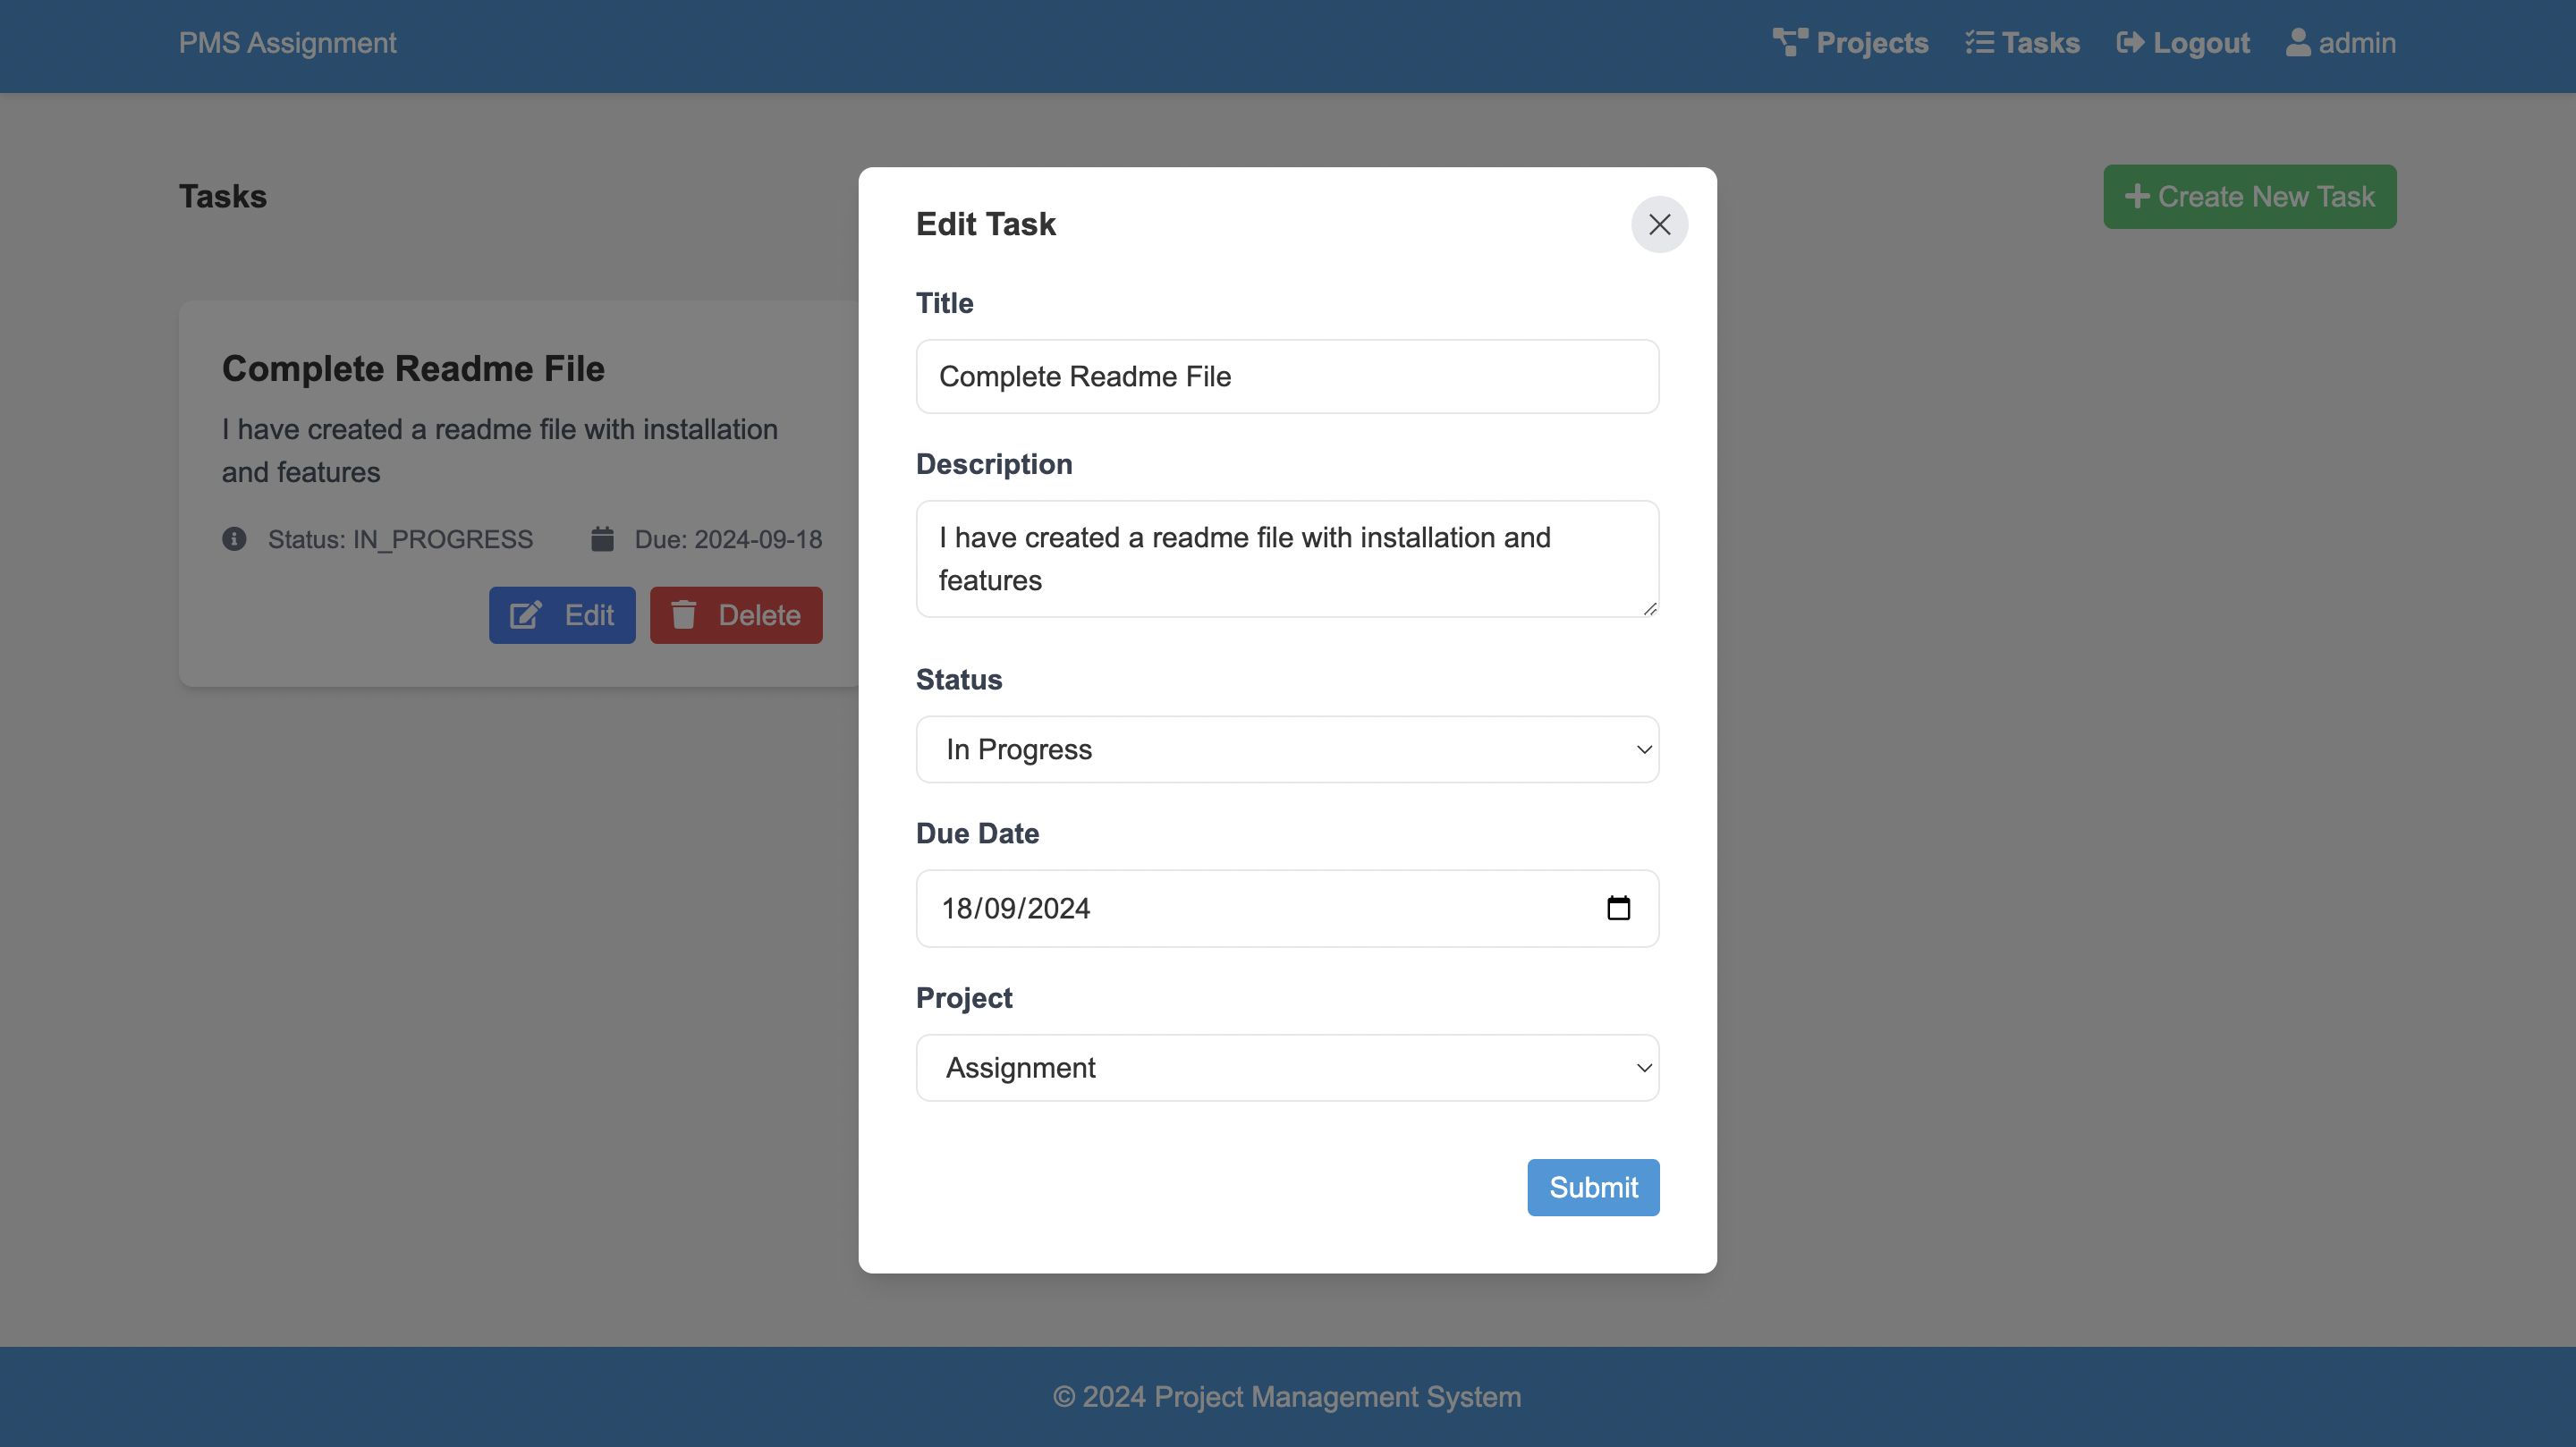 PMS Assignment
Projects
Tasks
Logout
admin
Tasks
Create New Task
Complete Readme File
I have created a readme file with installation
and features
Status: IN_PROGRESS
Due: 2024-09-18
Edit
Delete
Edit Task
Title
Complete Readme File
Description
I have created a readme file with installation and
features
Status
In Progress
Due Date
18/09/2024
Project
Assignment
Submit
© 2024 Project Management System